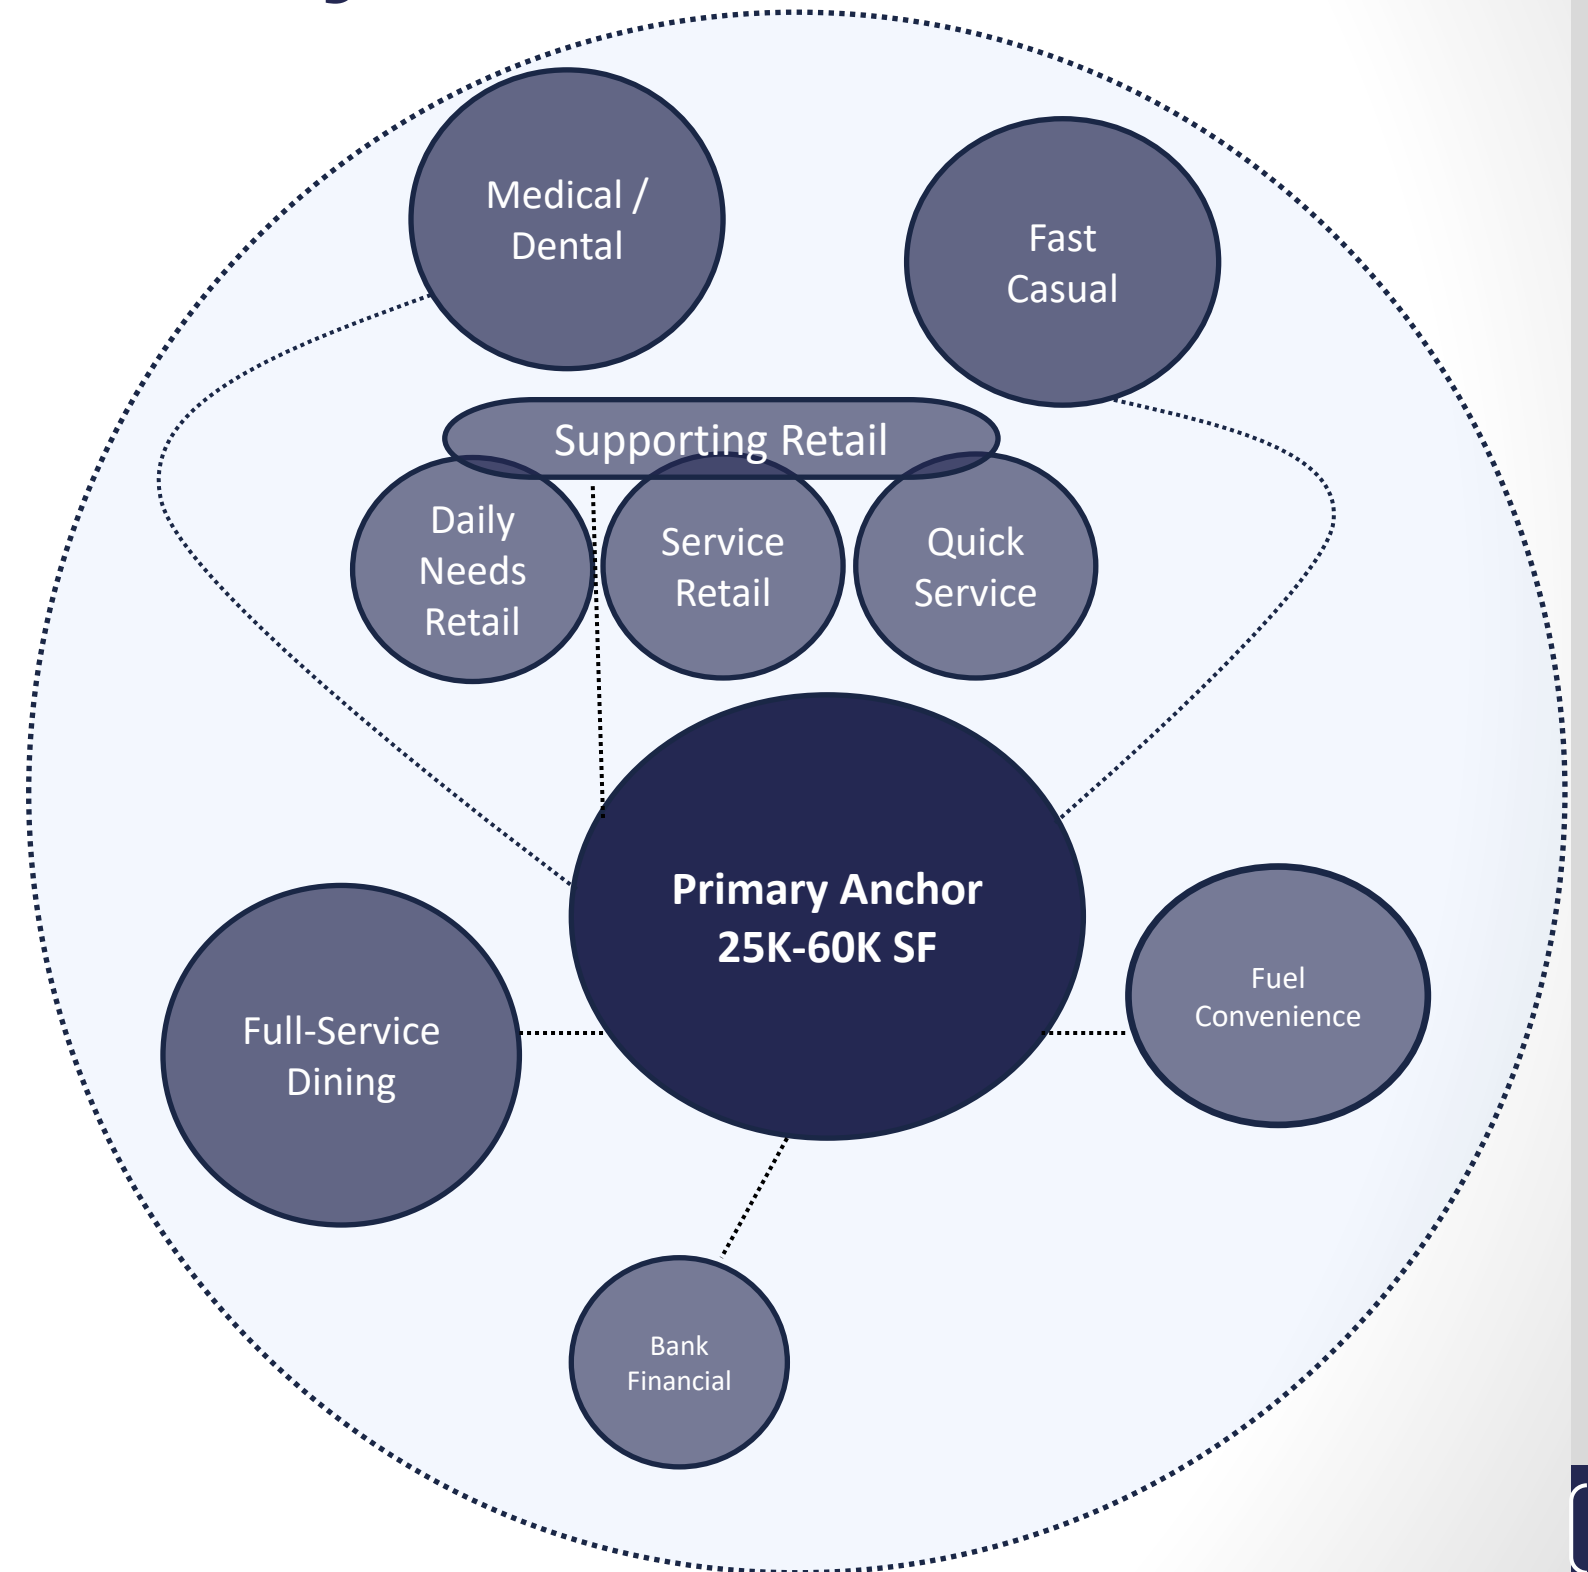 Medical /
Dental
Fast
Casual
Supporting Retail
Daily
Needs
Retail
Service
Retail
Quick
Service
Primary Anchor
25K-60K SF
Full-Service
Dining
Fuel
Convenience
Bank
Financial